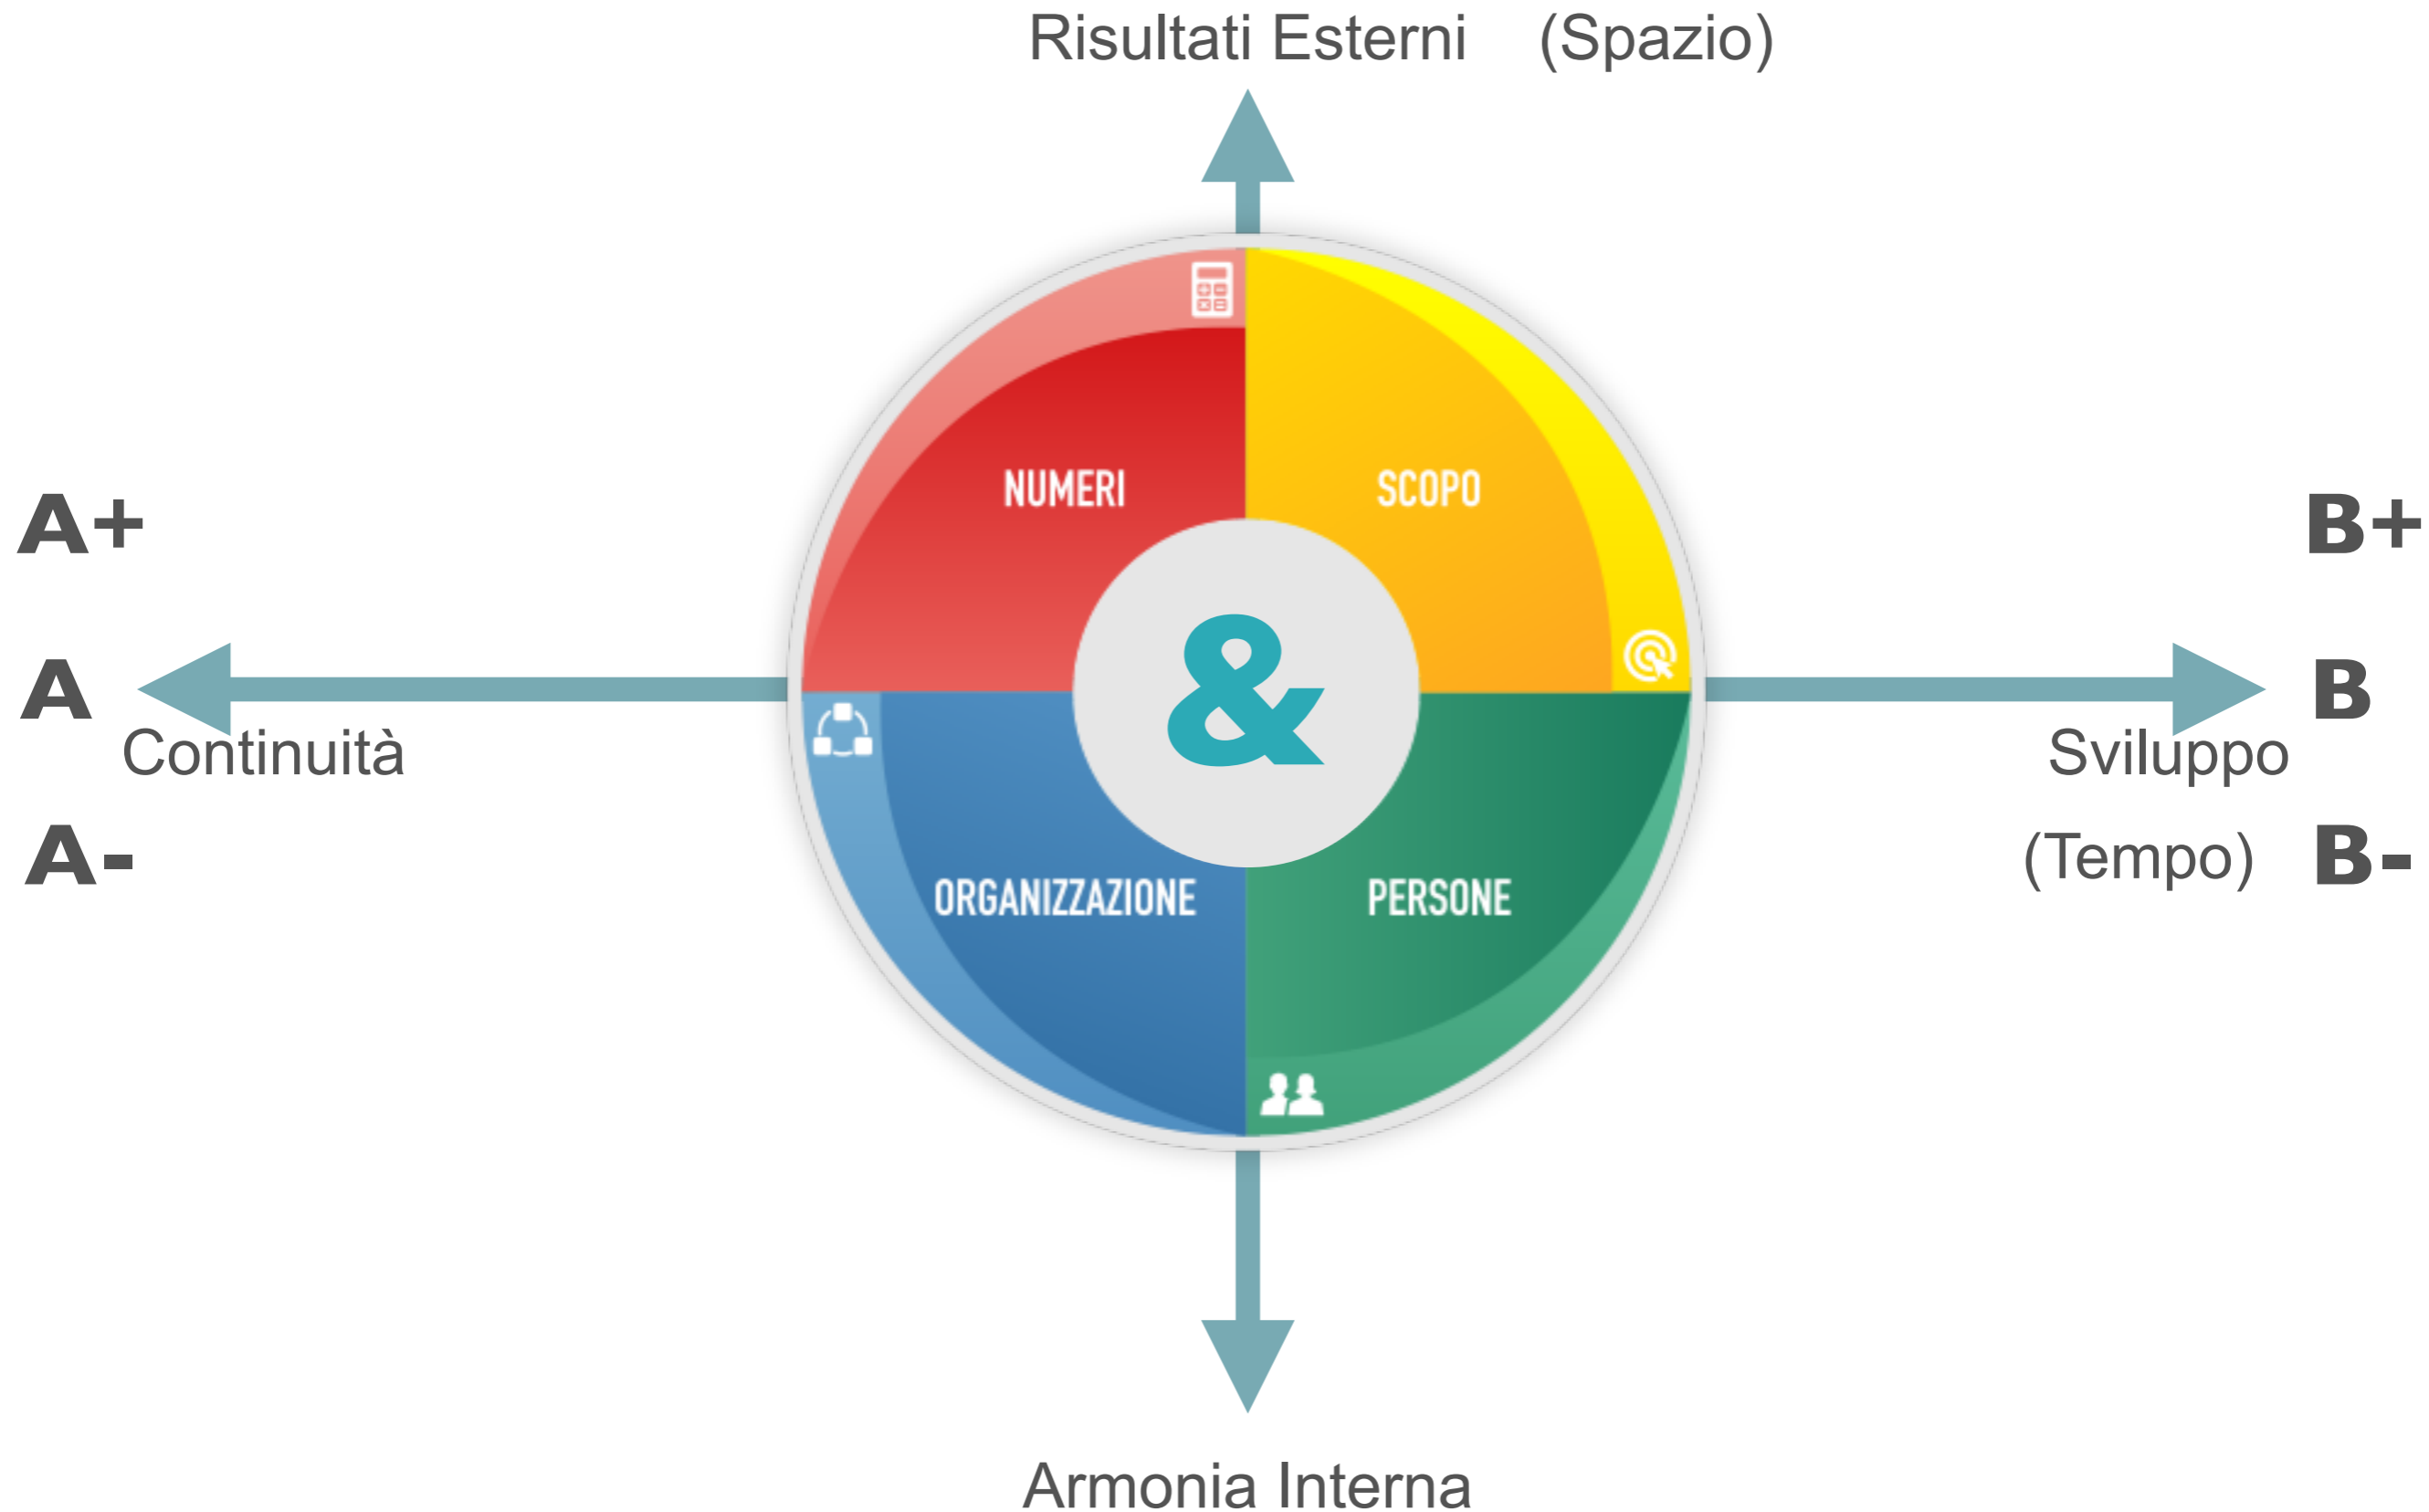 Risultati Esterni (Spazio)
NUMERI SCOPO
A+ B+
&
A B
Continuità Sviluppo
A- (Tempo) B-
ORGANIZZAZIONE PERSONE
Armonia Interna